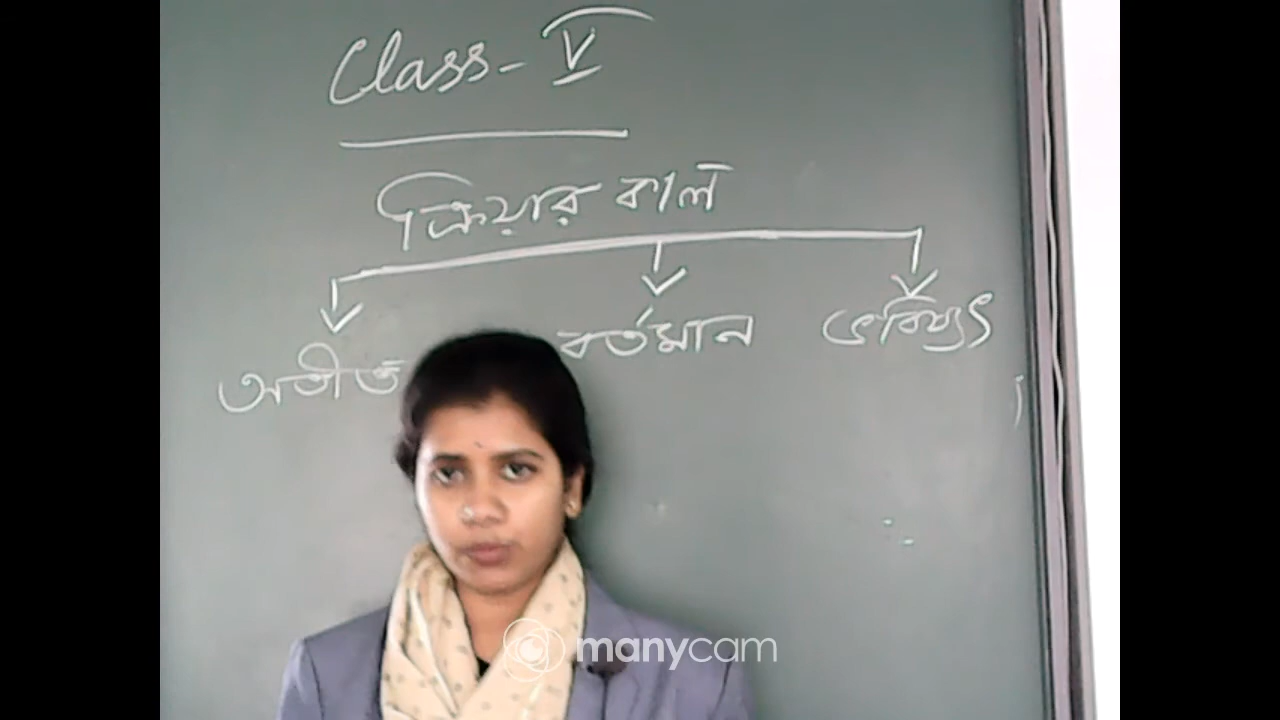 Class - V
ক্রিয়ার কাল
অতীত বর্তমান ভবিষ্যৎ
manycam